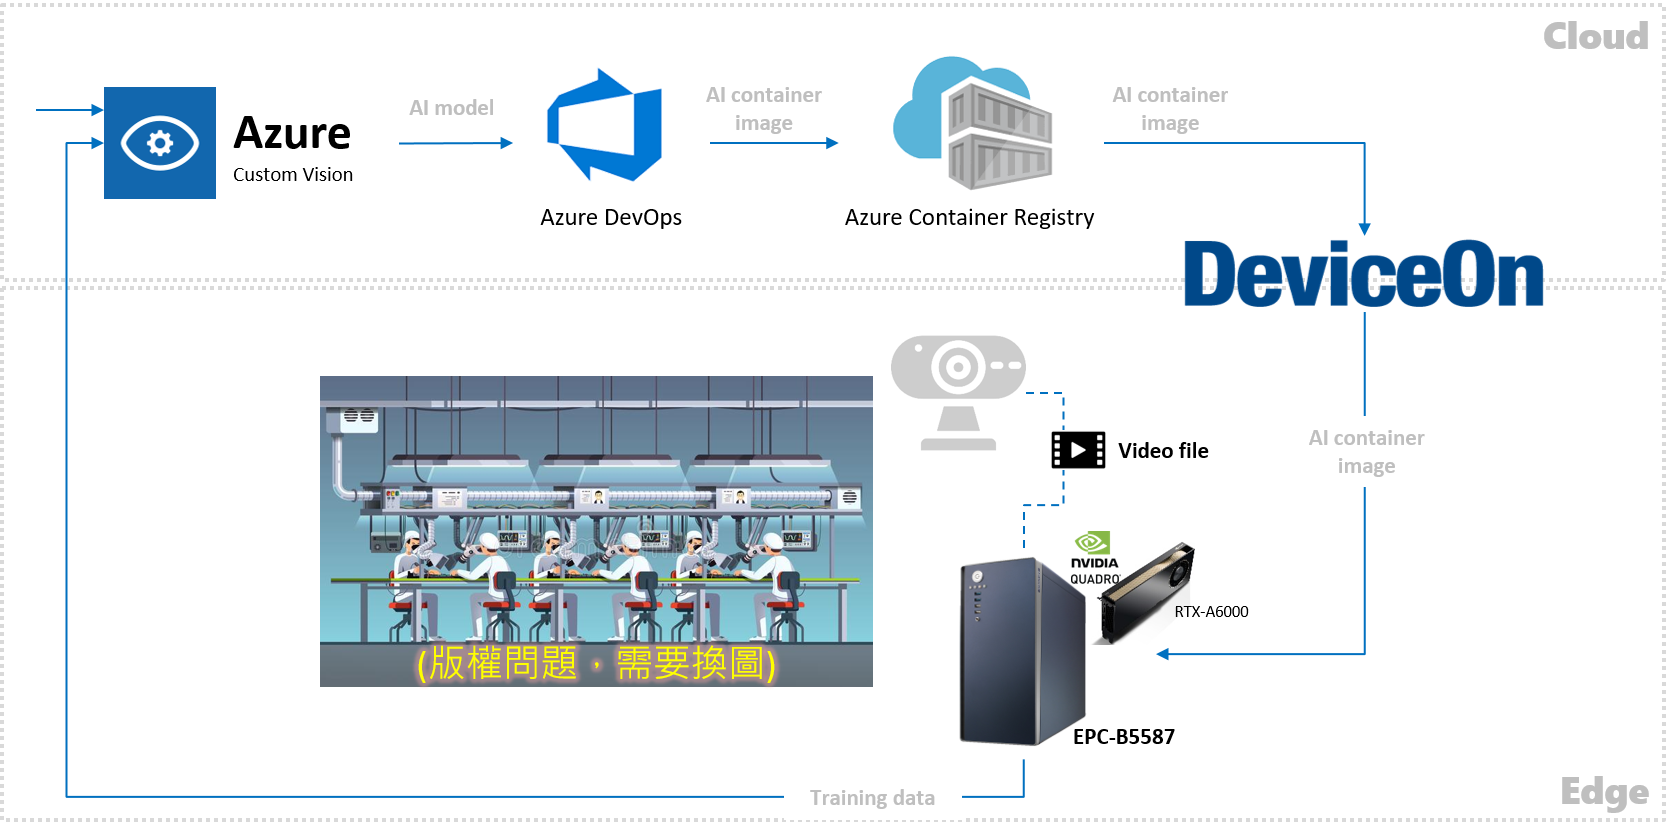 Cloud
Azure
Custom Vision
AI model
Azure DevOps
AI container
image
Azure Container Registry
AI container
image
DeviceOn
Video file
AI container
image
NVIDIA
QUADRO
RTX-A6000
(版權問題，需要換圖)
EPC-B5587
Training data
Edge